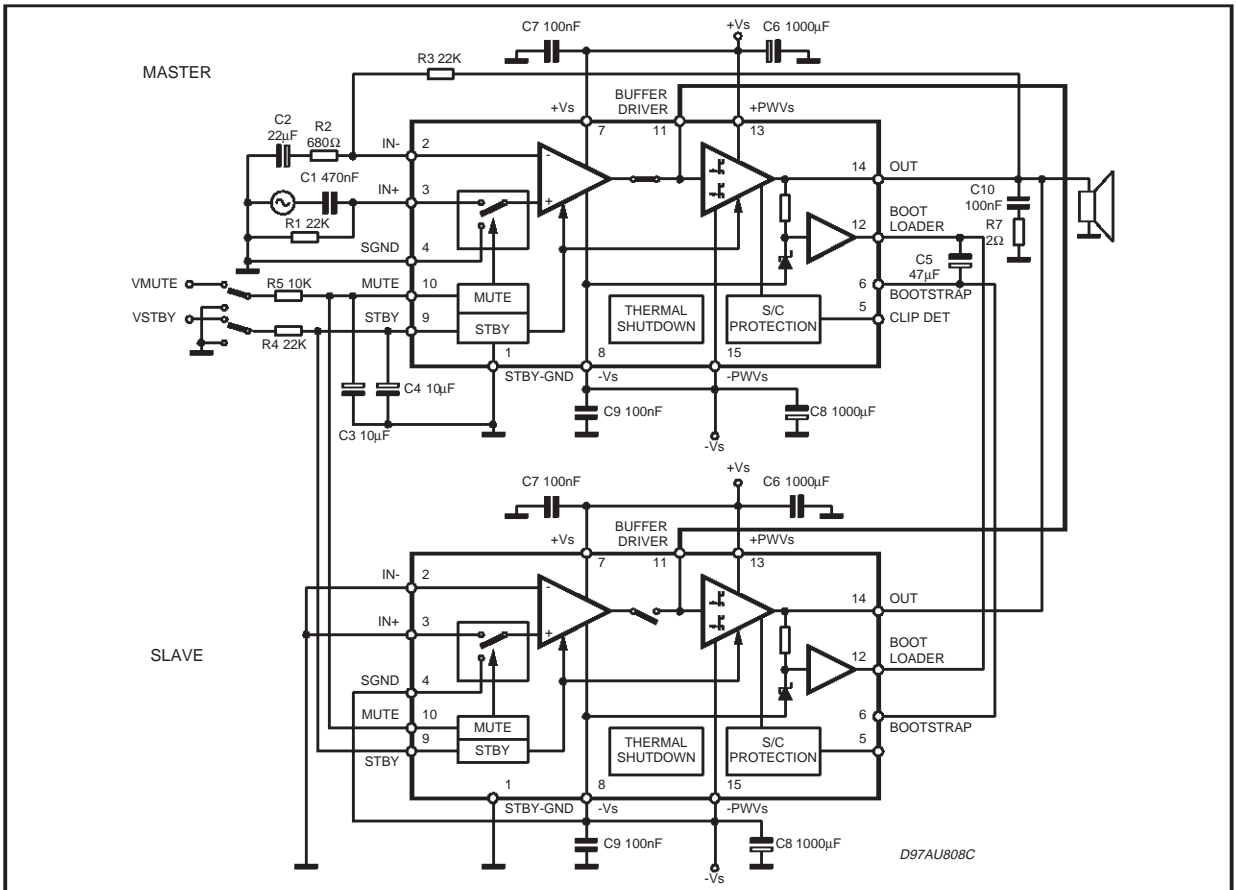 C7 100nF
+Vs
C6 1000μF
R3 22K
MASTER
BUFFER
DRIVER
+Vs
+PWVs
7
11
13
C2
22μF
R2
680Ω
IN-
2
-
14
OUT
C1 470nF
IN+
3
+
C10
100nF
R1 22K
12
BOOT
LOADER
R7
2Ω
SGND
4
C5
47μF
VMUTE
R5 10K
MUTE
10
MUTE
6
BOOTSTRAP
VSTBY
STBY
9
STBY
THERMAL
SHUTDOWN
S/C
PROTECTION
5
CLIP DET
R4 22K
1
8
15
STBY-GND
-Vs
-PWVs
C4 10μF
C9 100nF
C8 1000μF
C3 10μF
-Vs
+Vs
C7 100nF
C6 1000μF
BUFFER
DRIVER
+Vs
+PWVs
7
11
13
IN-
2
-
14
OUT
IN+
3
+
SLAVE
12
BOOT
LOADER
SGND
4
MUTE
10
MUTE
6
BOOTSTRAP
9
STBY
STBY
THERMAL
SHUTDOWN
S/C
PROTECTION
5
1
8
15
STBY-GND
-Vs
-PWVs
C9 100nF
C8 1000μF
D97AU808C
-Vs